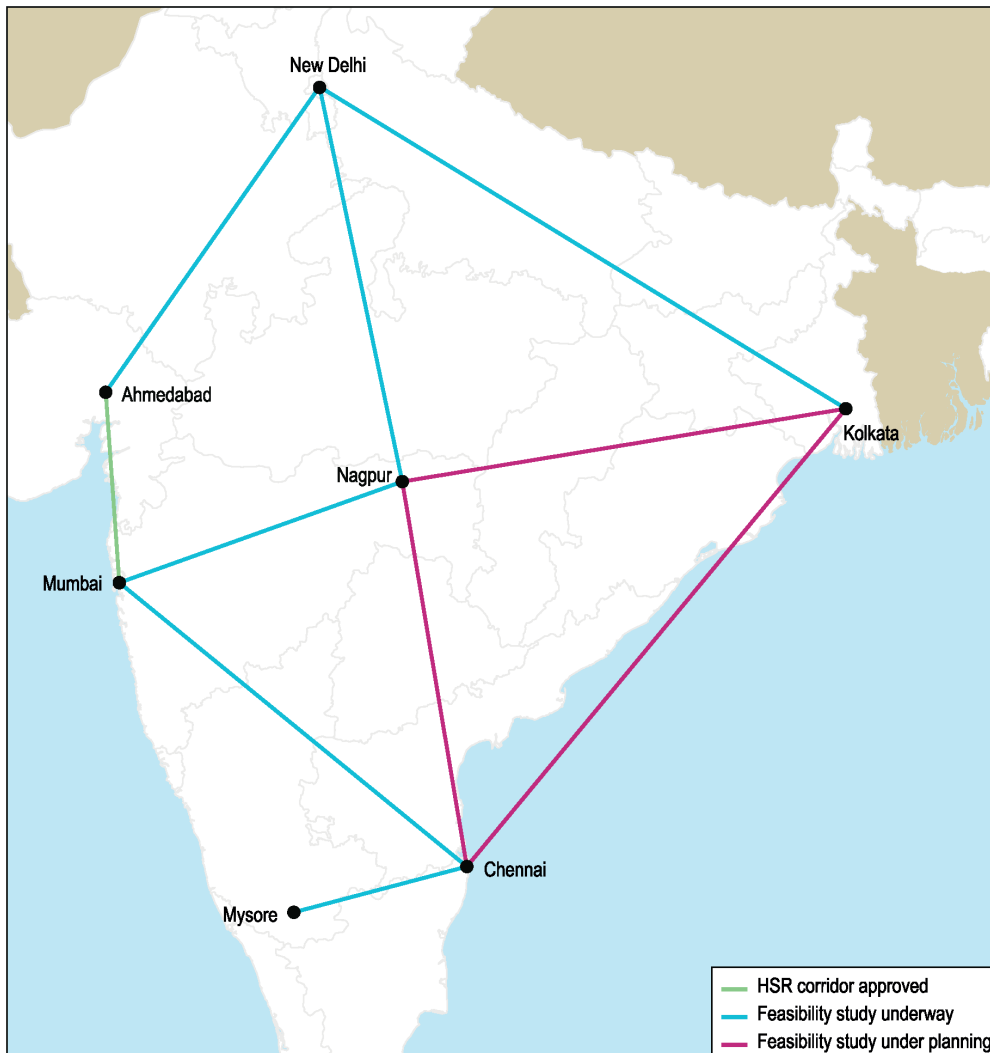 New Delhi
Ahmedabad
Kolkata
Nagpur
Mumbai
Chennai
Mysore
HSR corridor approved
Feasibility study underway
Feasibility study under planning